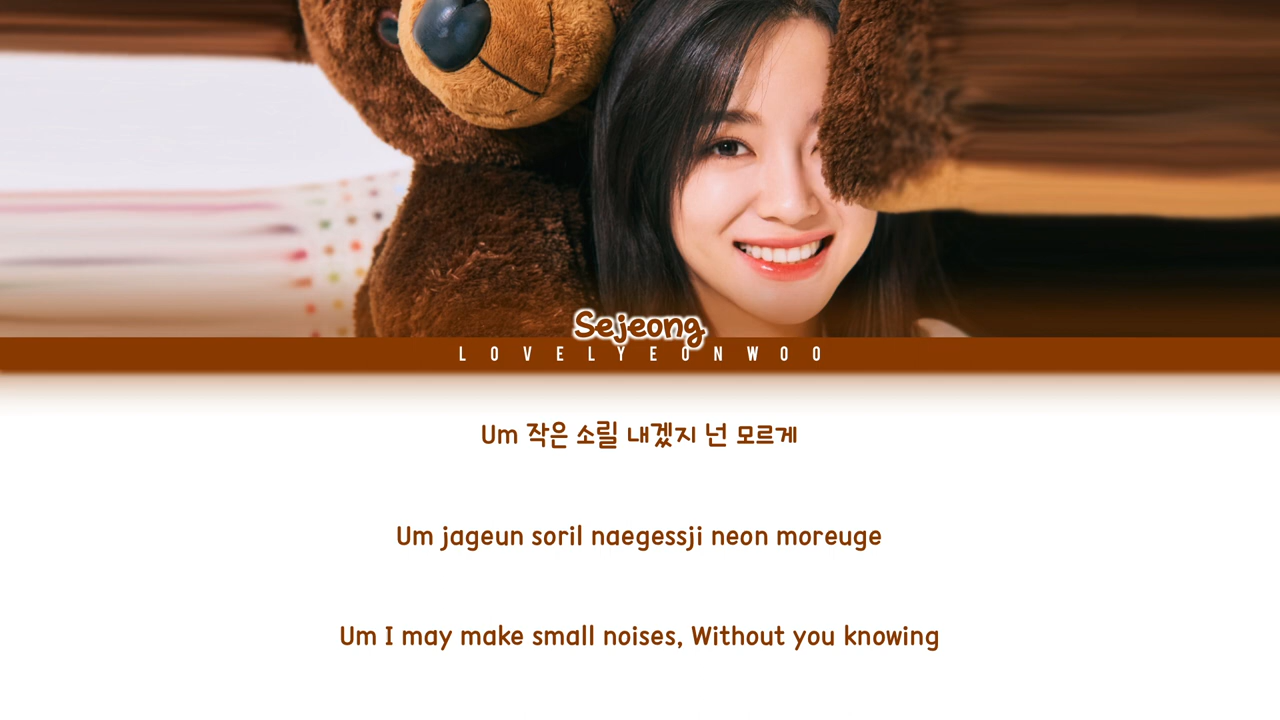 Sejeong
LOVELYEONWOO
Um 작은 소릴 내겠지 넌 모르게
Um jageun soril naegessji neon moreuge
Um I may make small noises, Without you knowing